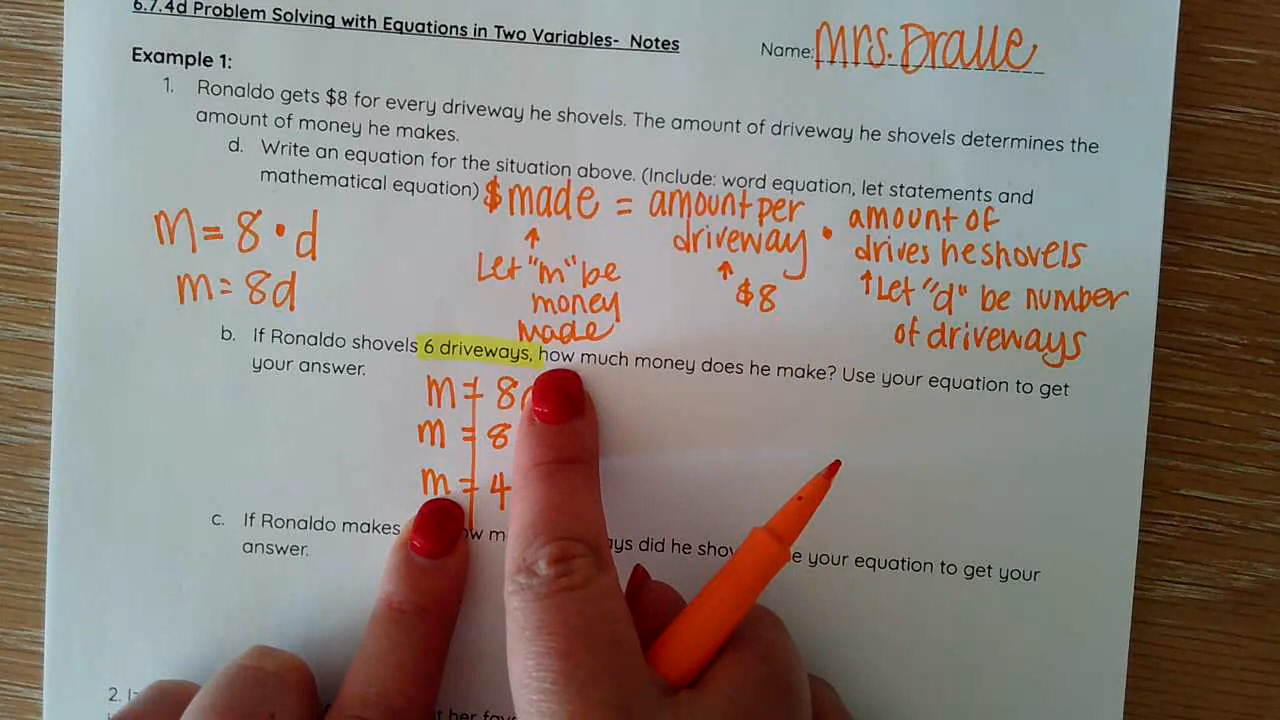 6.7.4d Problem Solving with Equations in Two Variables- Notes
Name: Mrs. Dralle
Example 1:
1. Ronaldo gets $8 for every driveway he shovels. The amount of driveway he shovels determines the
amount of money he makes.
d. Write an equation for the situation above. (Include: word equation, let statements and
mathematical equation)
$ made = amount per driveway • amount of drives he shovels
↑ Let "m" be money made
↑ $8
↑ Let "d" be number of driveways
m = 8 • d
m = 8d
b. If Ronaldo shovels 6 driveways, how much money does he make? Use your equation to get
your answer.
m = 8
m = 8
m = 4
c. If Ronaldo makes did he your equation to get your
answer.
2.
her